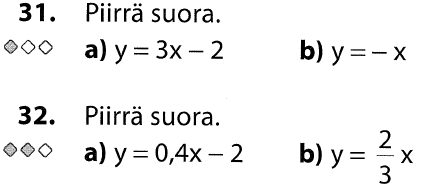 31. Piirrä suora.
a) y = 3x – 2 b) y = – x
32. Piirrä suora.
a) y = 0,4x – 2 b) y = 2/3 x